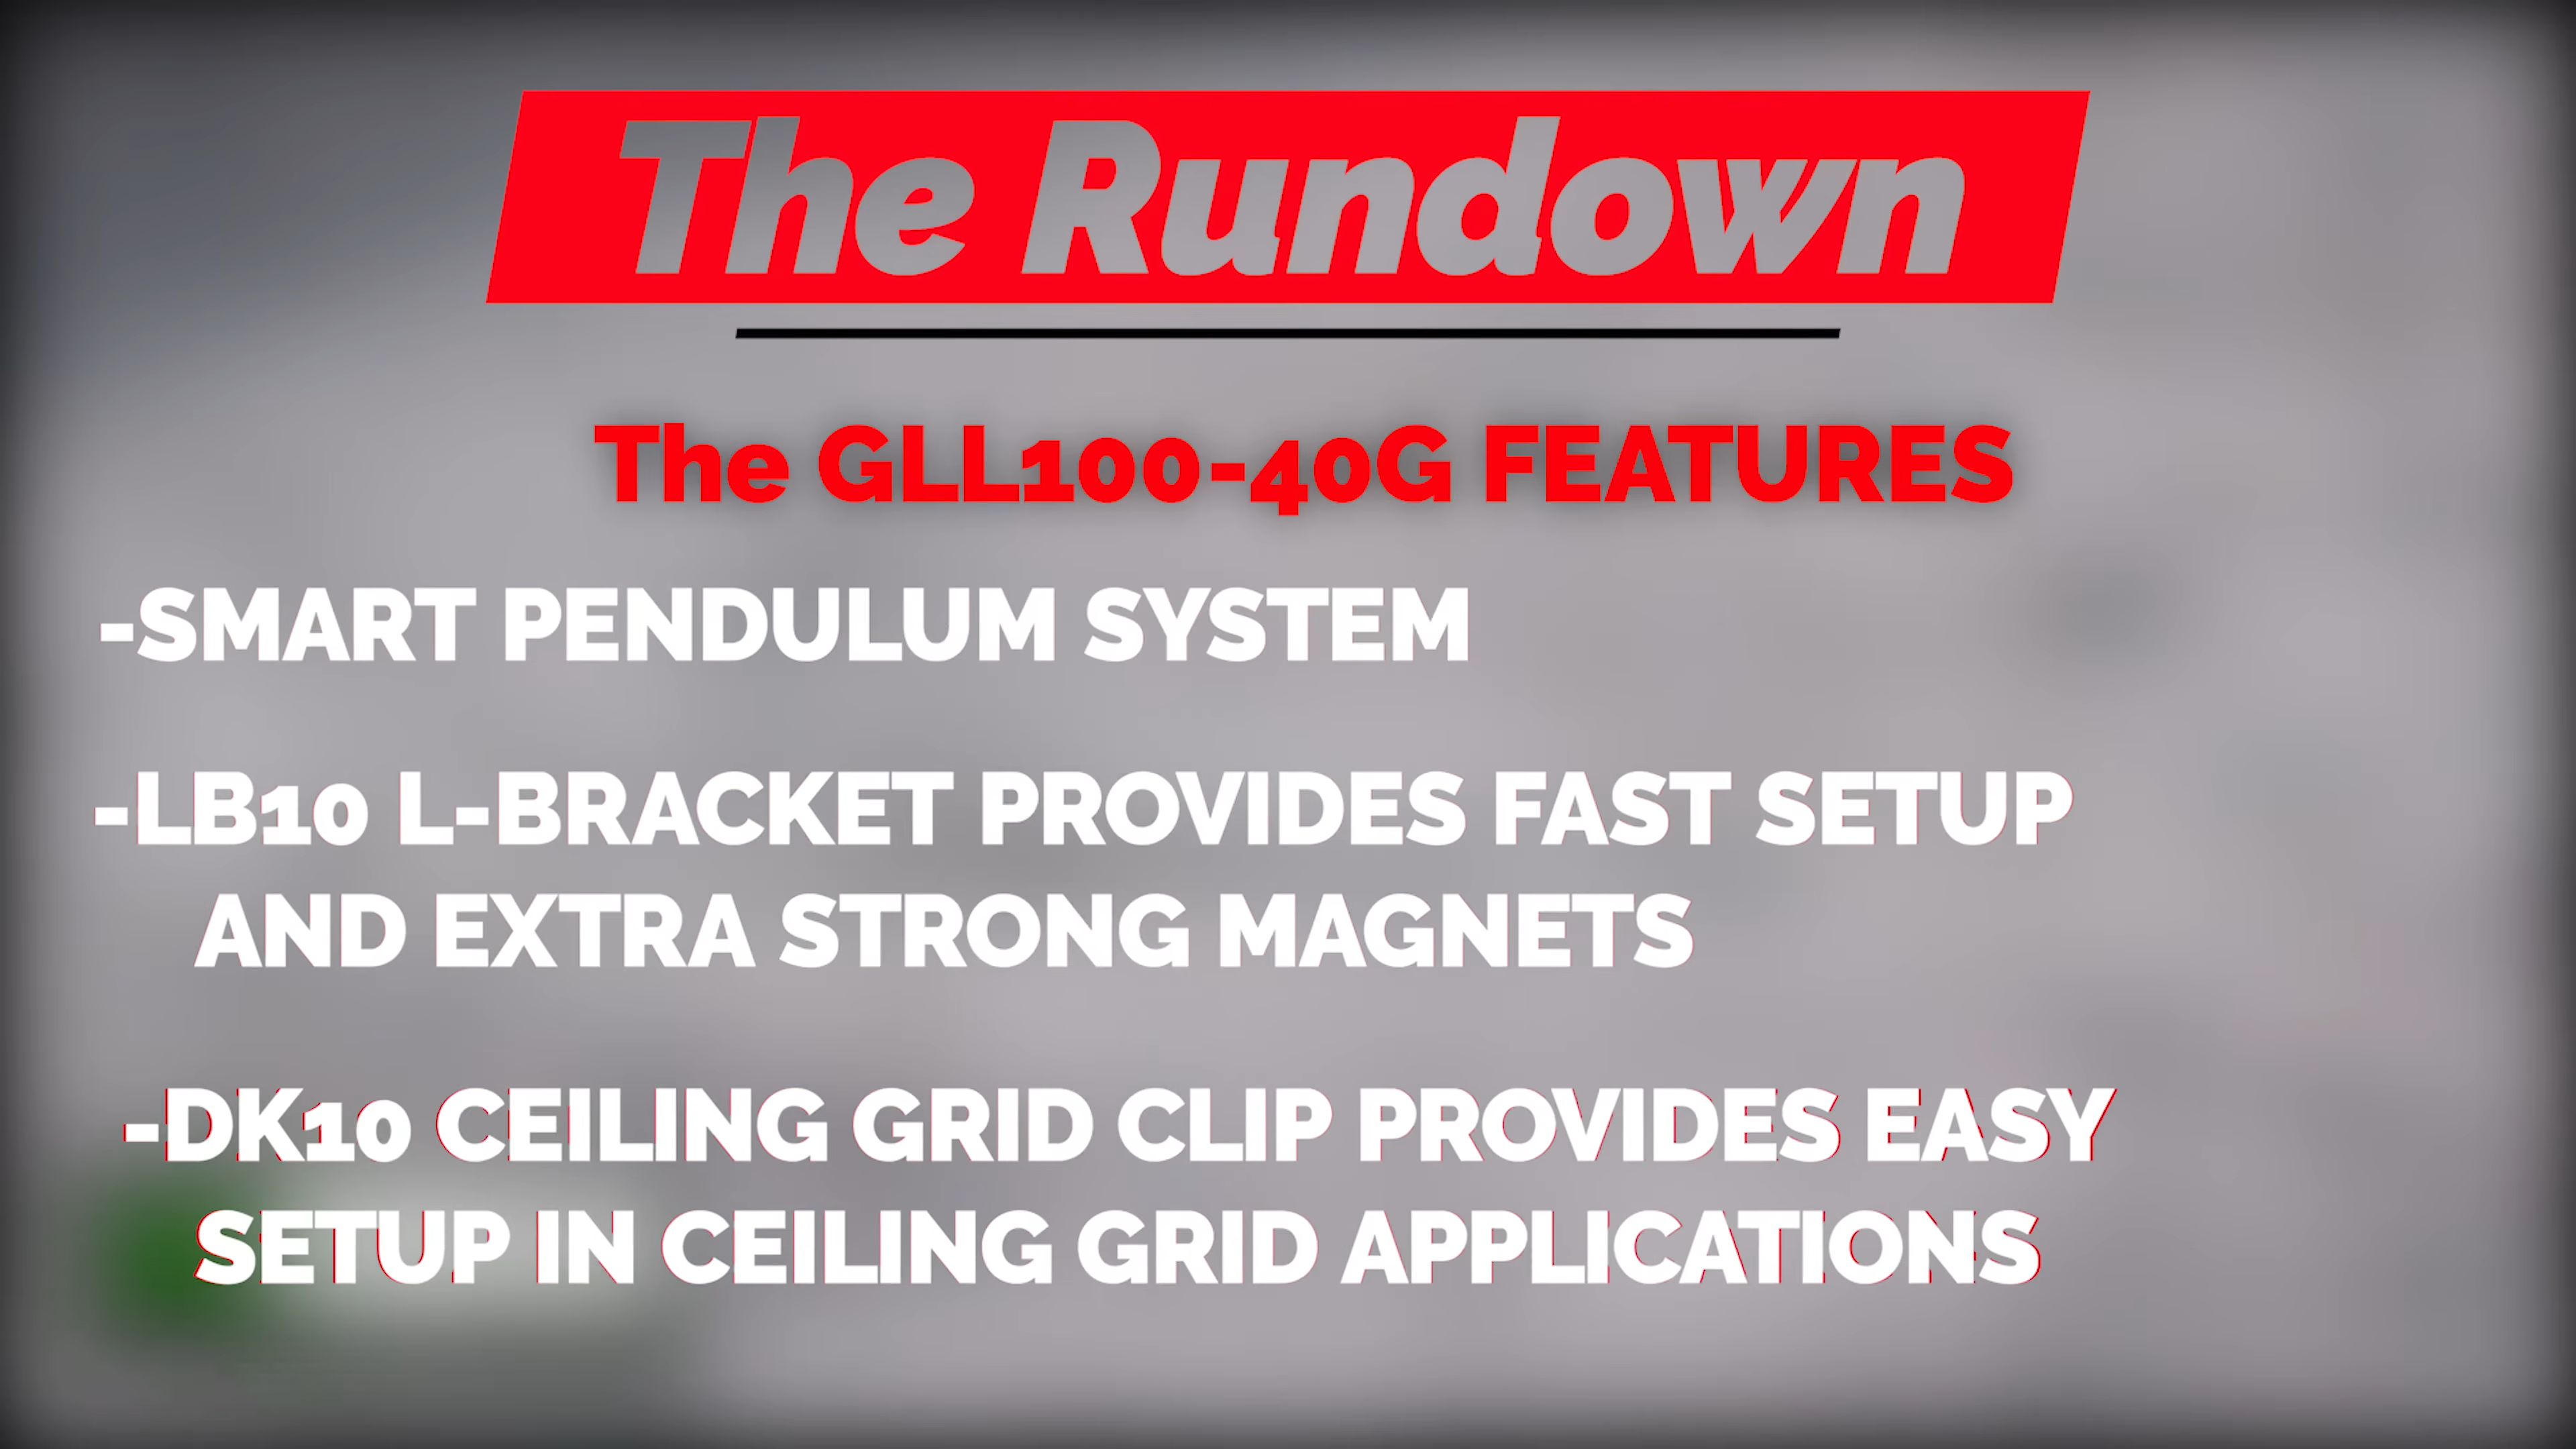 The Rundown
The GLL100-40G FEATURES
-SMART PENDULUM SYSTEM
-LB10 L-BRACKET PROVIDES FAST SETUP
AND EXTRA STRONG MAGNETS
-DK10 CEILING GRID CLIP PROVIDES EASY
SETUP IN CEILING GRID APPLICATIONS